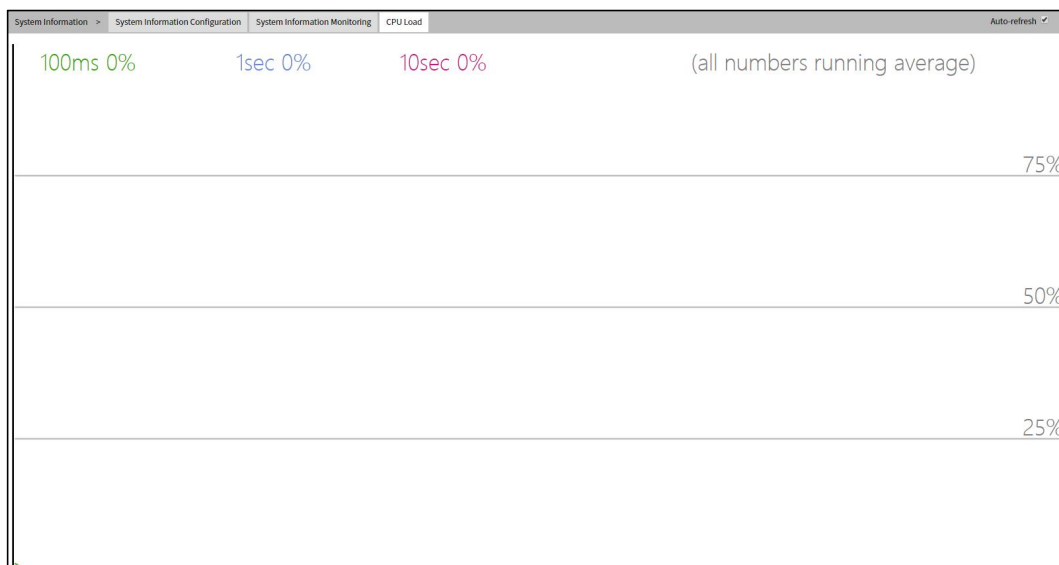 System Information > System Information Configuration System Information Monitoring CPU Load Auto-refresh
100ms 0% 1sec 0% 10sec 0% (all numbers running average)
75%
50%
25%